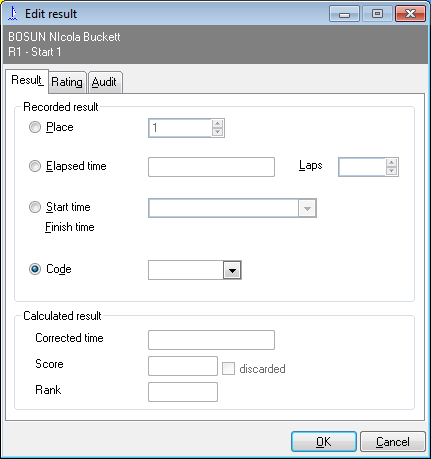 Edit result
BOSUN NIcola Buckett
R1 - Start 1
Result Rating Audit
Recorded result
Place 1
Elapsed time Laps
Start time
Finish time
Code
Calculated result
Corrected time
Score discarded
Rank
OK Cancel